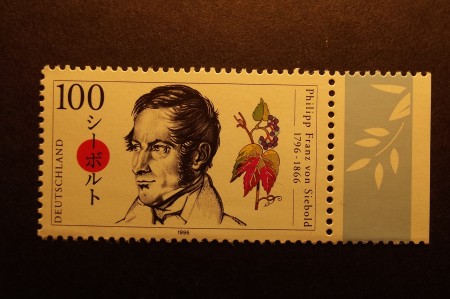 100
シーボルト
DEUTSCHLAND
Philipp Franz von Siebold
1796-1866
1996